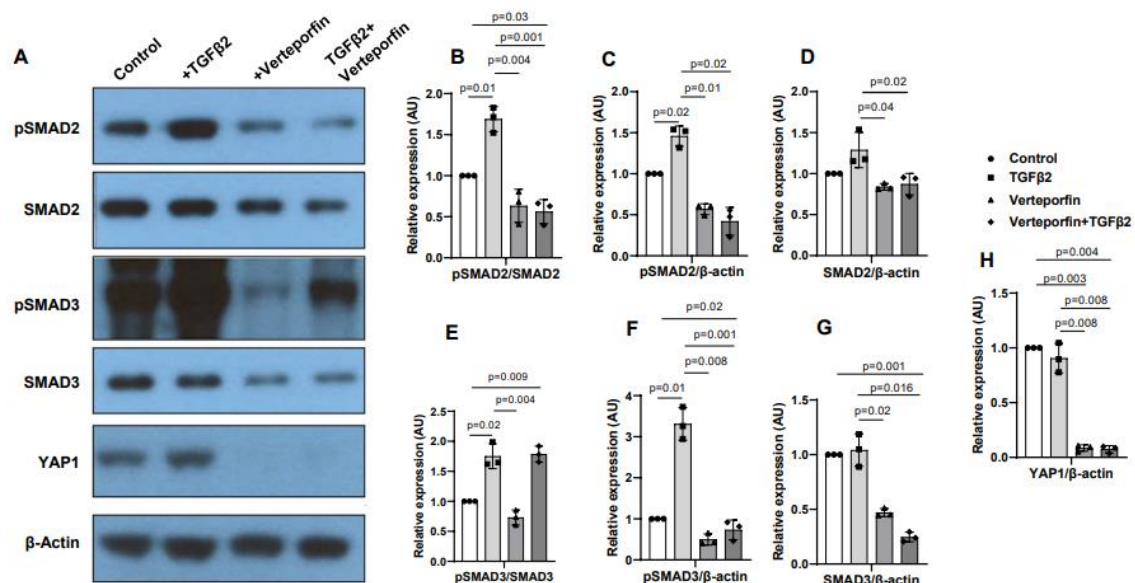 A
Control
+TGFβ2
+Verteporfin
TGFβ2+
Verteporfin
pSMAD2
SMAD2
pSMAD3
SMAD3
YAP1
β-Actin
B
p=0.03
p=0.001
p=0.004
p=0.01
Relative expression (AU)
2.0
1.5
1.0
0.5
0.0
pSMAD2/SMAD2
C
p=0.02
p=0.01
p=0.02
Relative expression (AU)
2.0
1.5
1.0
0.5
0.0
pSMAD2/β-actin
D
p=0.02
p=0.04
Relative expression (AU)
2.0
1.5
1.0
0.5
0.0
SMAD2/β-actin
Control
TGFβ2
Verteporfin
Verteporfin+TGFβ2
E
p=0.009
p=0.004
p=0.02
Relative expression (AU)
2.5
2.0
1.5
1.0
0.5
0.0
pSMAD3/SMAD3
F
p=0.02
p=0.001
p=0.008
p=0.01
Relative expression (AU)
4
3
2
1
0
pSMAD3/β-actin
G
p=0.001
p=0.016
p=0.02
Relative expression (AU)
1.5
1.0
0.5
0.0
SMAD3/β-actin
H
p=0.004
p=0.003
p=0.008
p=0.008
Relative expression (AU)
1.5
1.0
0.5
0.0
YAP1/β-actin